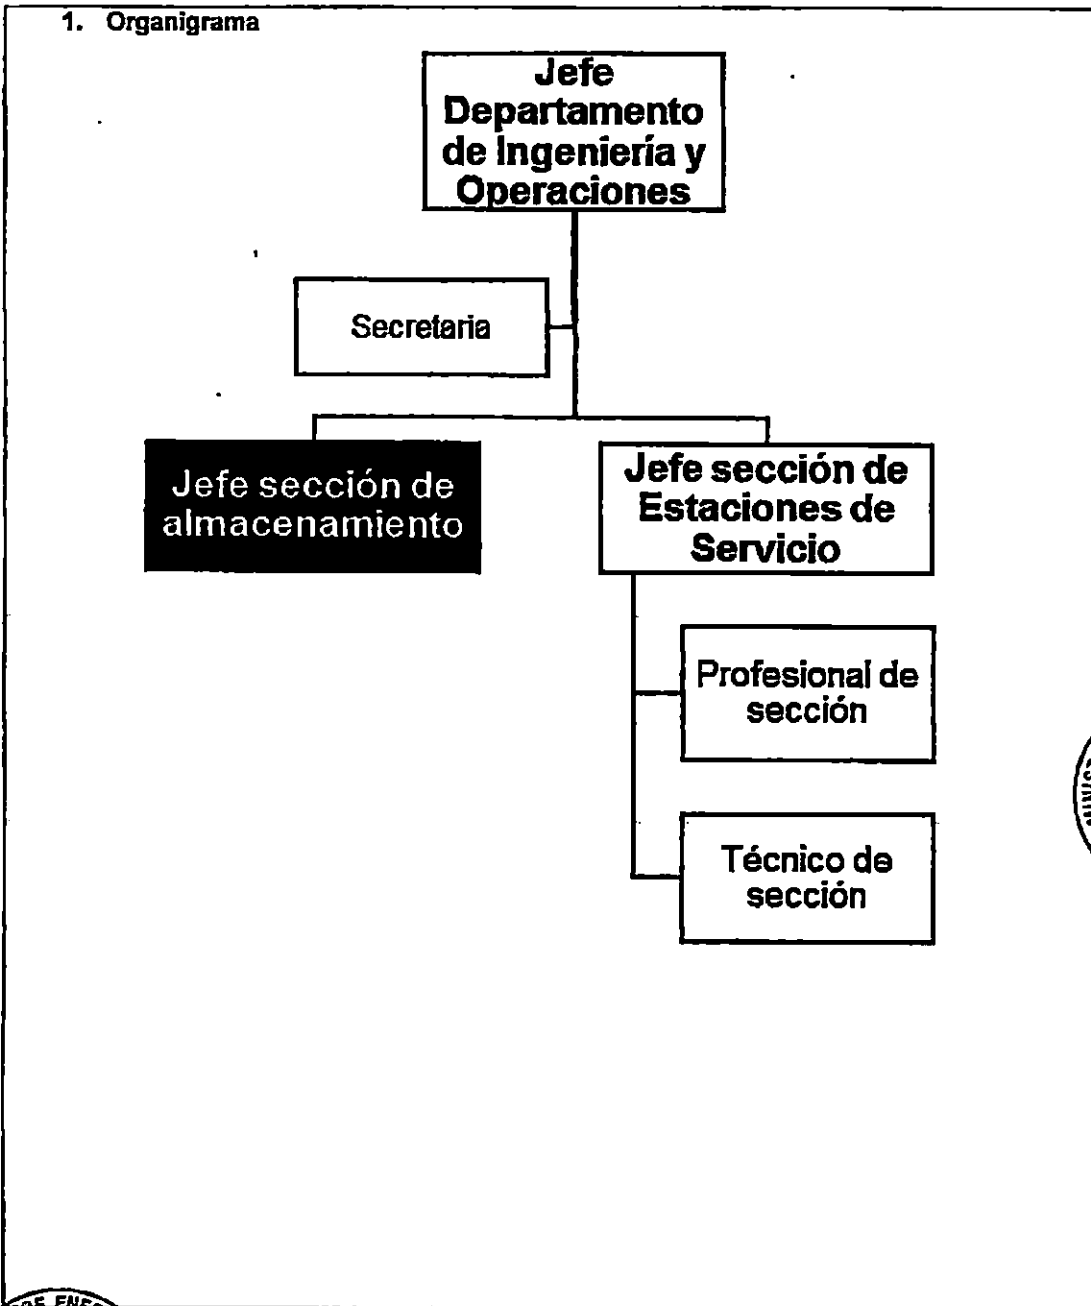 1. Organigrama
Jefe
Departamento
de Ingeniería y
Operaciones
Secretaria
Jefe sección de
almacenamiento
Jefe sección de
Estaciones de
Servicio
Profesional de
sección
Técnico de
sección